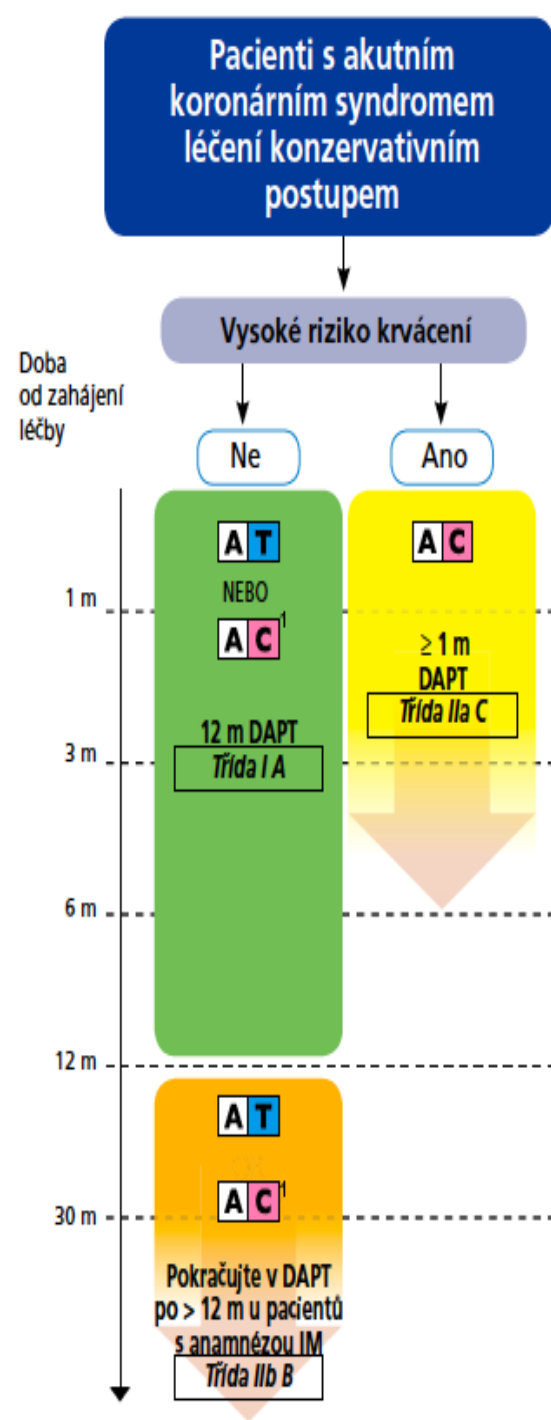 Pacienti s akutním
koronárním syndromem
léčení konzervativním
postupem
Vysoké riziko krvácení
Doba
od zahájení
léčby
Ne
Ano
A T
NEBO
A C 1
12 m DAPT
Třída I A
A C
≥ 1 m
DAPT
Třída IIa C
1 m
3 m
6 m
12 m
30 m
A T
A C 1
Pokračujte v DAPT
po > 12 m u pacientů
s anamnézou IM
Třída IIb B